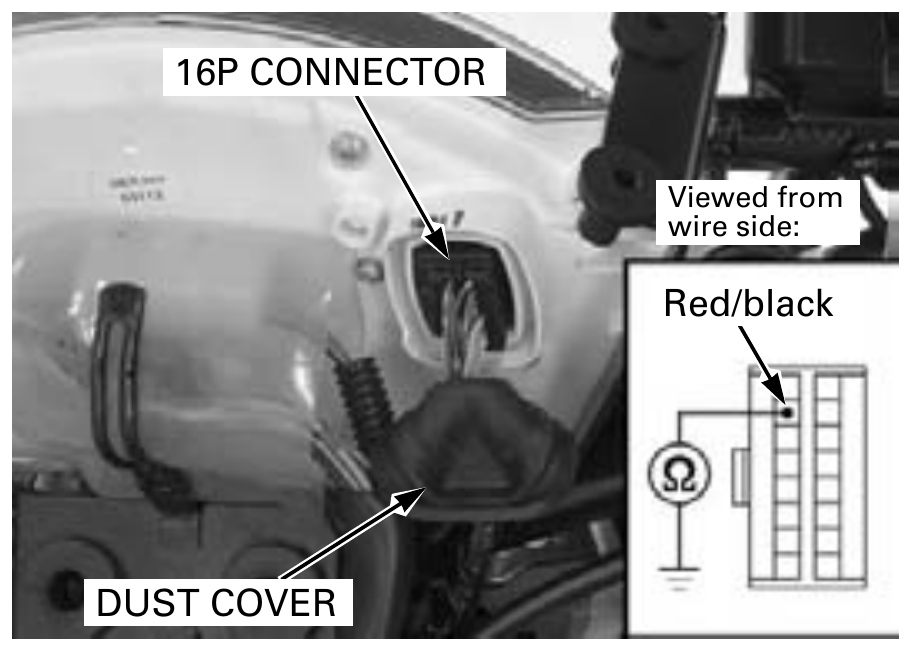 16P CONNECTOR
Viewed from
wire side:
Red/black
Ω
DUST COVER